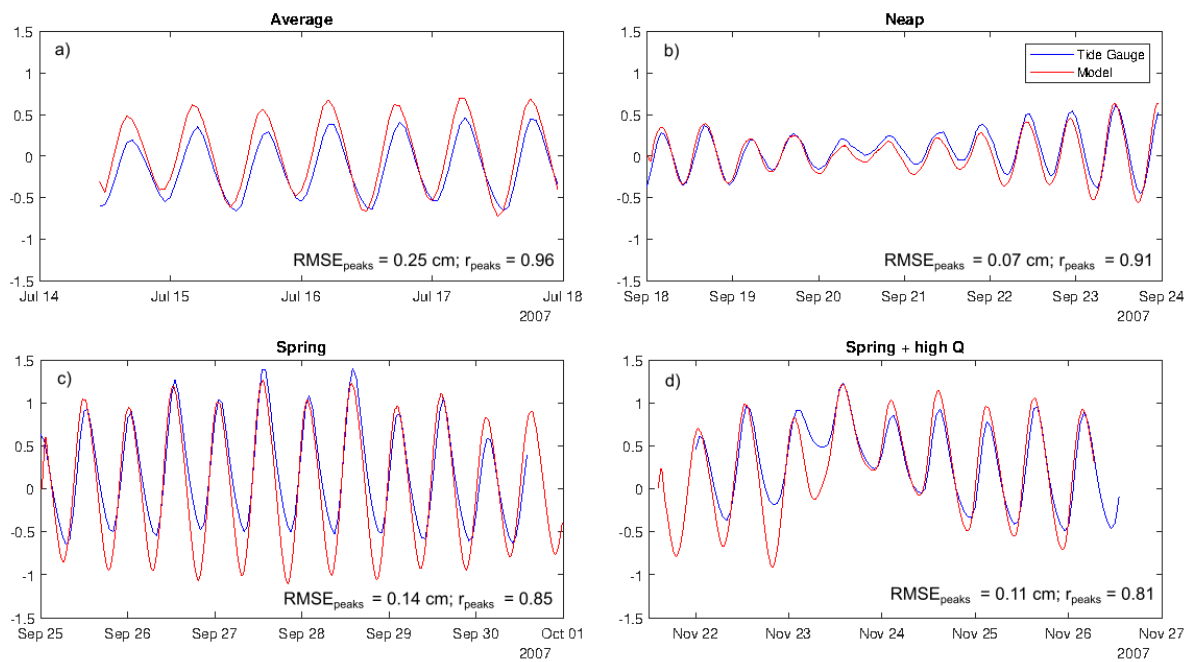 Average
a)
1.5
1
0.5
0
-0.5
-1
-1.5
RMSEpeaks = 0.25 cm; rpeaks = 0.96
Jul 14 Jul 15 Jul 16 Jul 17 Jul 18
2007
Neap
b)
Tide Gauge
Model
1.5
1
0.5
0
-0.5
-1
-1.5
RMSEpeaks = 0.07 cm; rpeaks = 0.91
Sep 18 Sep 19 Sep 20 Sep 21 Sep 22 Sep 23 Sep 24
2007
Spring
c)
1.5
1
0.5
0
-0.5
-1
-1.5
RMSEpeaks = 0.14 cm; rpeaks = 0.85
Sep 25 Sep 26 Sep 27 Sep 28 Sep 29 Sep 30 Oct 01
2007
Spring + high Q
d)
1.5
1
0.5
0
-0.5
-1
-1.5
RMSEpeaks = 0.11 cm; rpeaks = 0.81
Nov 22 Nov 23 Nov 24 Nov 25 Nov 26 Nov 27
2007